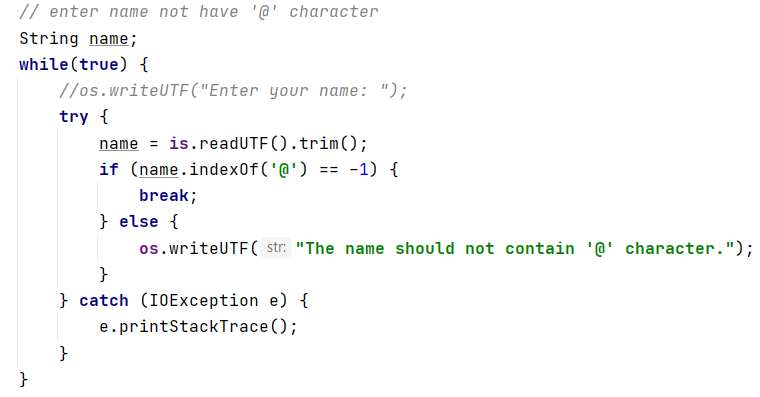 // enter name not have '@' character
String name;
while(true) {
    //os.writeUTF("Enter your name: ");
    try {
        name = is.readUTF().trim();
        if (name.indexOf('@') == -1) {
            break;
        } else {
            os.writeUTF( str: "The name should not contain '@' character.");
        }
    } catch (IOException e) {
        e.printStackTrace();
    }
}